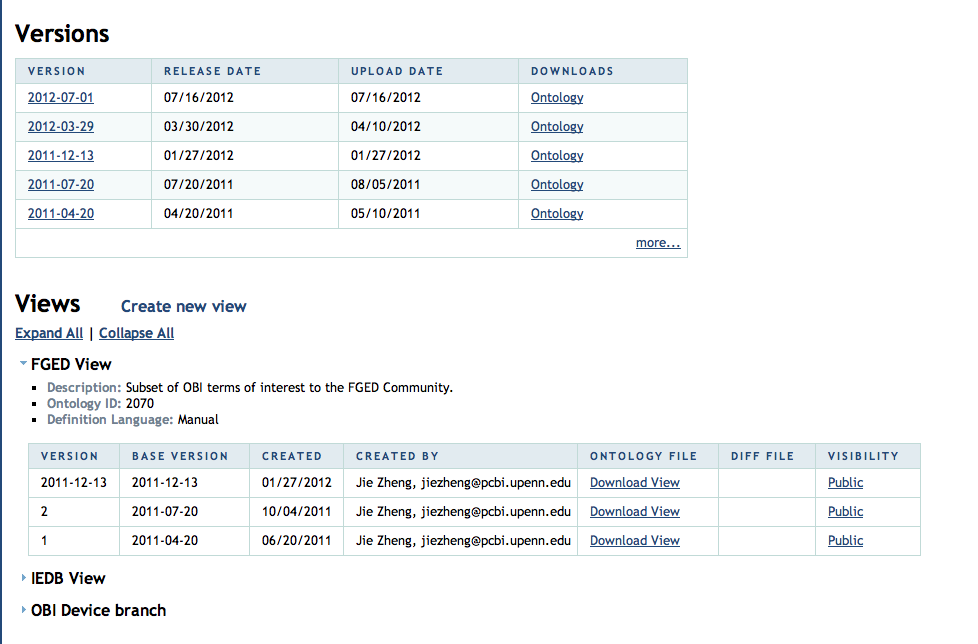 Versions
VERSION RELEASE DATE UPLOAD DATE DOWNLOADS
2012-07-01 07/16/2012 07/16/2012 Ontology
2012-03-29 03/30/2012 04/10/2012 Ontology
2011-12-13 01/27/2012 01/27/2012 Ontology
2011-07-20 07/20/2011 08/05/2011 Ontology
2011-04-20 04/20/2011 05/10/2011 Ontology
more...
Views Create new view
Expand All | Collapse All
FGED View
Description: Subset of OBI terms of interest to the FGED Community.
Ontology ID: 2070
Definition Language: Manual
VERSION BASE VERSION CREATED CREATED BY ONTOLOGY FILE DIFF FILE VISIBILITY
2011-12-13 2011-12-13 01/27/2012 Jie Zheng, jiezheng@pcbi.upenn.edu Download View Public
2 2011-07-20 10/04/2011 Jie Zheng, jiezheng@pcbi.upenn.edu Download View Public
1 2011-04-20 06/20/2011 Jie Zheng, jiezheng@pcbi.upenn.edu Download View Public
IEDB View
OBI Device branch